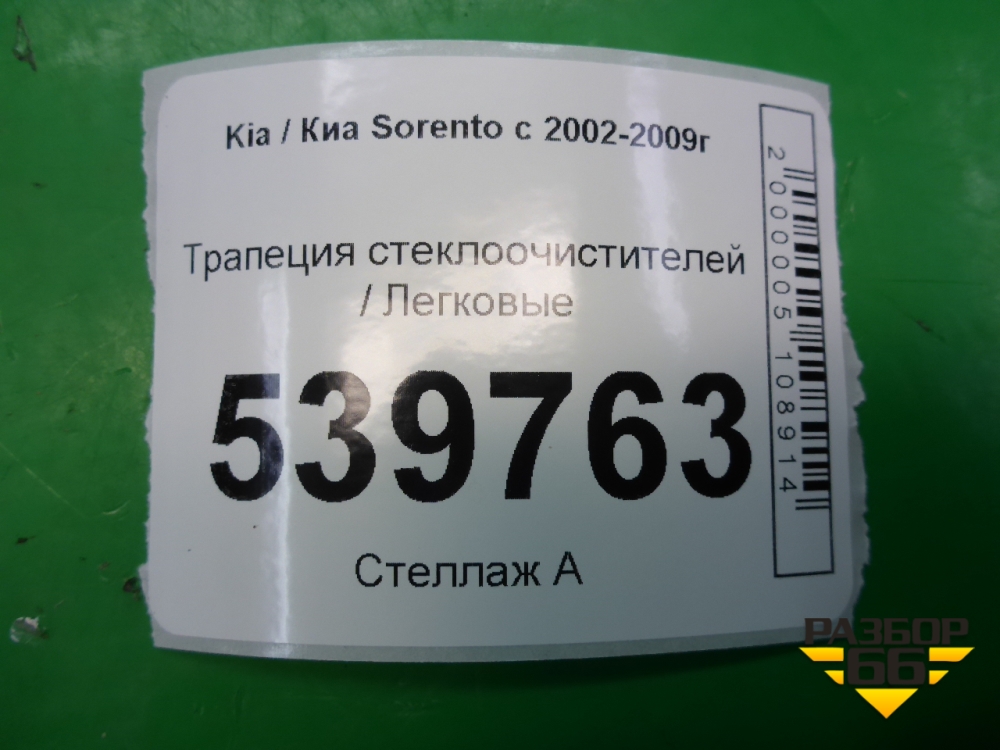 Kia / Киа Sorento с 2002-2009г
Трапеция стеклоочистителей
/ Легковые
539763
Стеллаж А
2000005108914
РАЗБОР
66